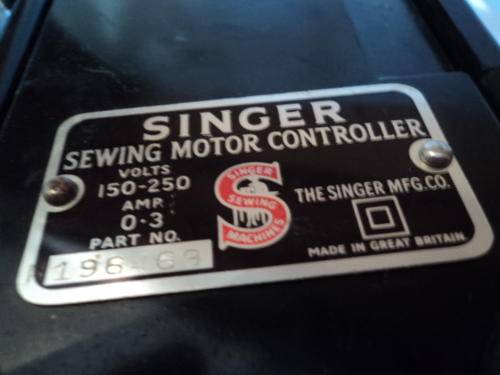 SINGER
SEWING MOTOR CONTROLLER
VOLTS
150-250
AMP.
0·3
PART NO.
SINGER
SEWING
MACHINES
THE SINGER MFG. CO.
MADE IN GREAT BRITAIN